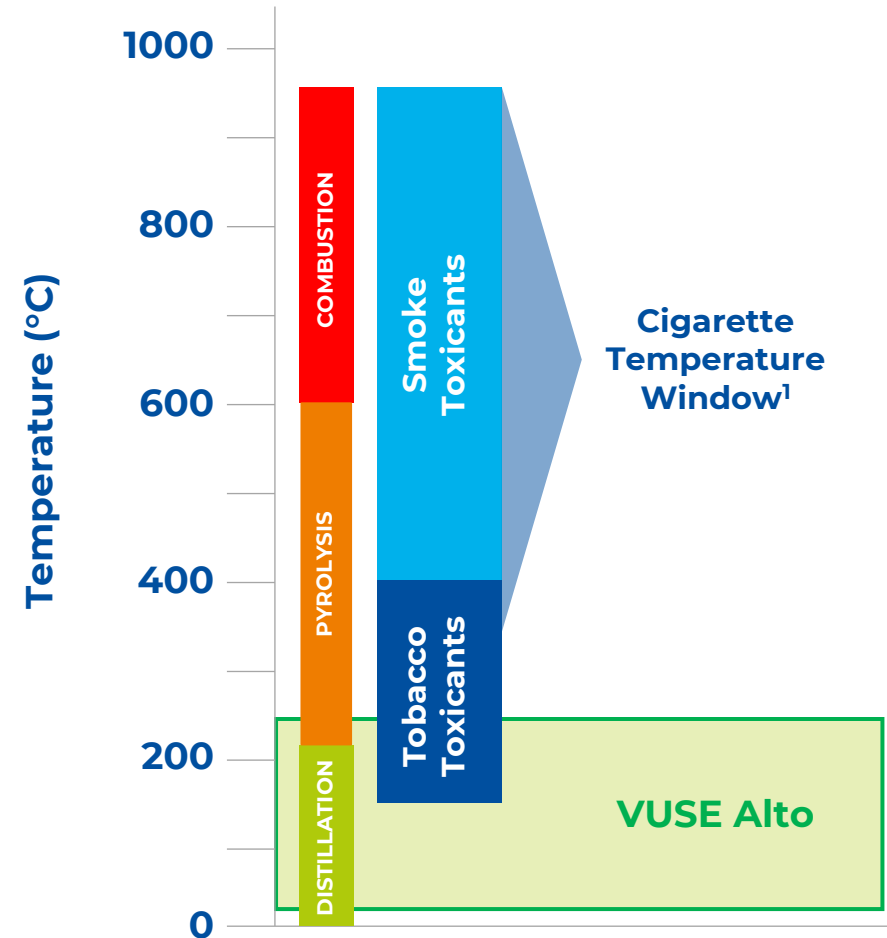 Temperature (°C)
1000
800
600
400
200
0
COMBUSTION
PYROLYSIS
DISTILLATION
Smoke
Toxicants
Tobacco
Toxicants
Cigarette
Temperature
Window¹
VUSE Alto